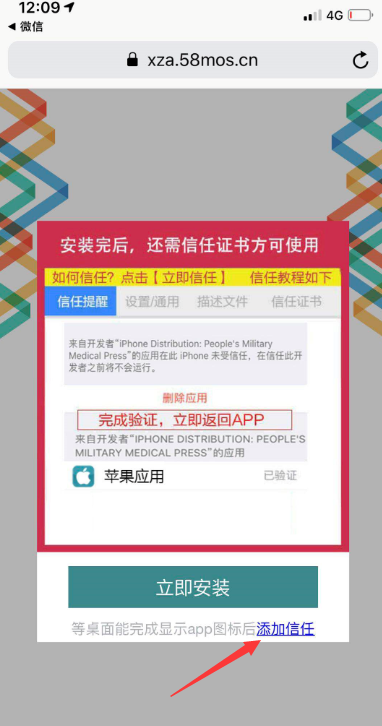 12:09
4G
微信
xza.58mos.cn
安装完后，还需信任证书方可使用
如何信任？点击【立即信任】 信任教程如下
信任提醒 设置/通用 描述文件 信任证书
来自开发者“iPhone Distribution: People's Military
Medical Press”的应用在此 iPhone 未受信任，在信任此开
发者之前将不会运行。
删除应用
完成验证，立即返回APP
来自开发者“IPHONE DISTRIBUTION: PEOPLE'S
MILITARY MEDICAL PRESS”的应用
苹果应用 已验证
立即安装
等桌面能完成显示app图标后添加信任